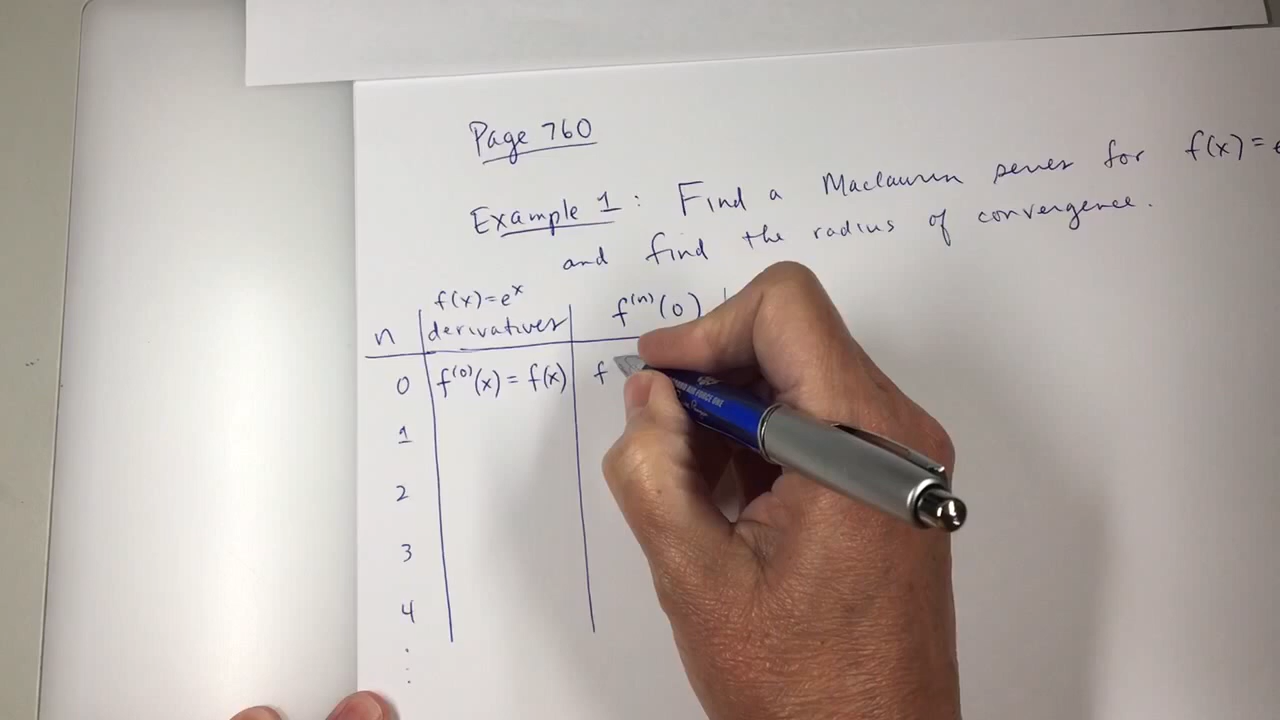 Page 760
Example 1: Find a Maclaurin series for f(x) = e
and find the radius of convergence.
f(x) = eˣ
n derivatives f⁽ⁿ⁾(0)
0 f⁽⁰⁾(x) = f(x) f
1
2
3
4
⋮